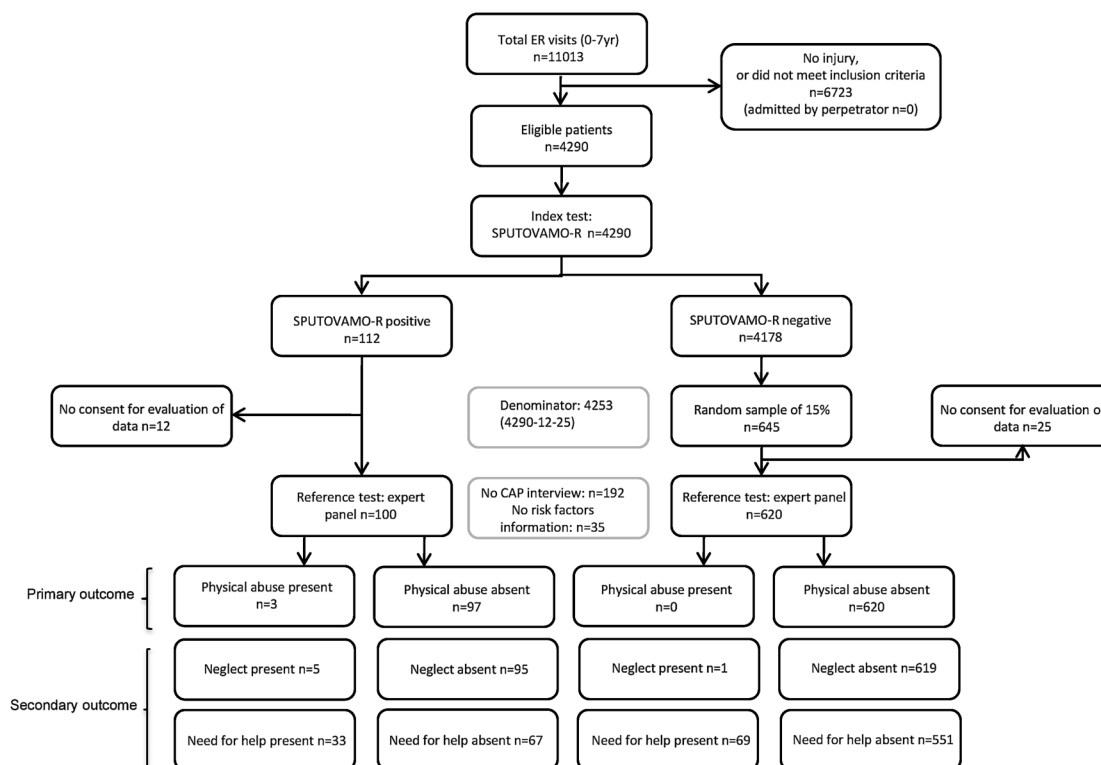 Total ER visits (0-7yr)
n=11013
No injury,
or did not meet inclusion criteria
n=6723
(admitted by perpetrator n=0)
Eligible patients
n=4290
Index test:
SPUTOVAMO-R n=4290
SPUTOVAMO-R positive
n=112
SPUTOVAMO-R negative
n=4178
No consent for evaluation of
data n=12
Denominator: 4253
(4290-12-25)
Random sample of 15%
n=645
No consent for evaluation o
data n=25
Reference test: expert
panel n=100
No CAP interview: n=192
No risk factors
information: n=35
Reference test: expert panel
n=620
Primary outcome
Physical abuse present
n=3
Physical abuse absent
n=97
Physical abuse present
n=0
Physical abuse absent
n=620
Secondary outcome
Neglect present n=5
Neglect absent n=95
Neglect present n=1
Neglect absent n=619
Need for help present n=33
Need for help absent n=67
Need for help present n=69
Need for help absent n=551